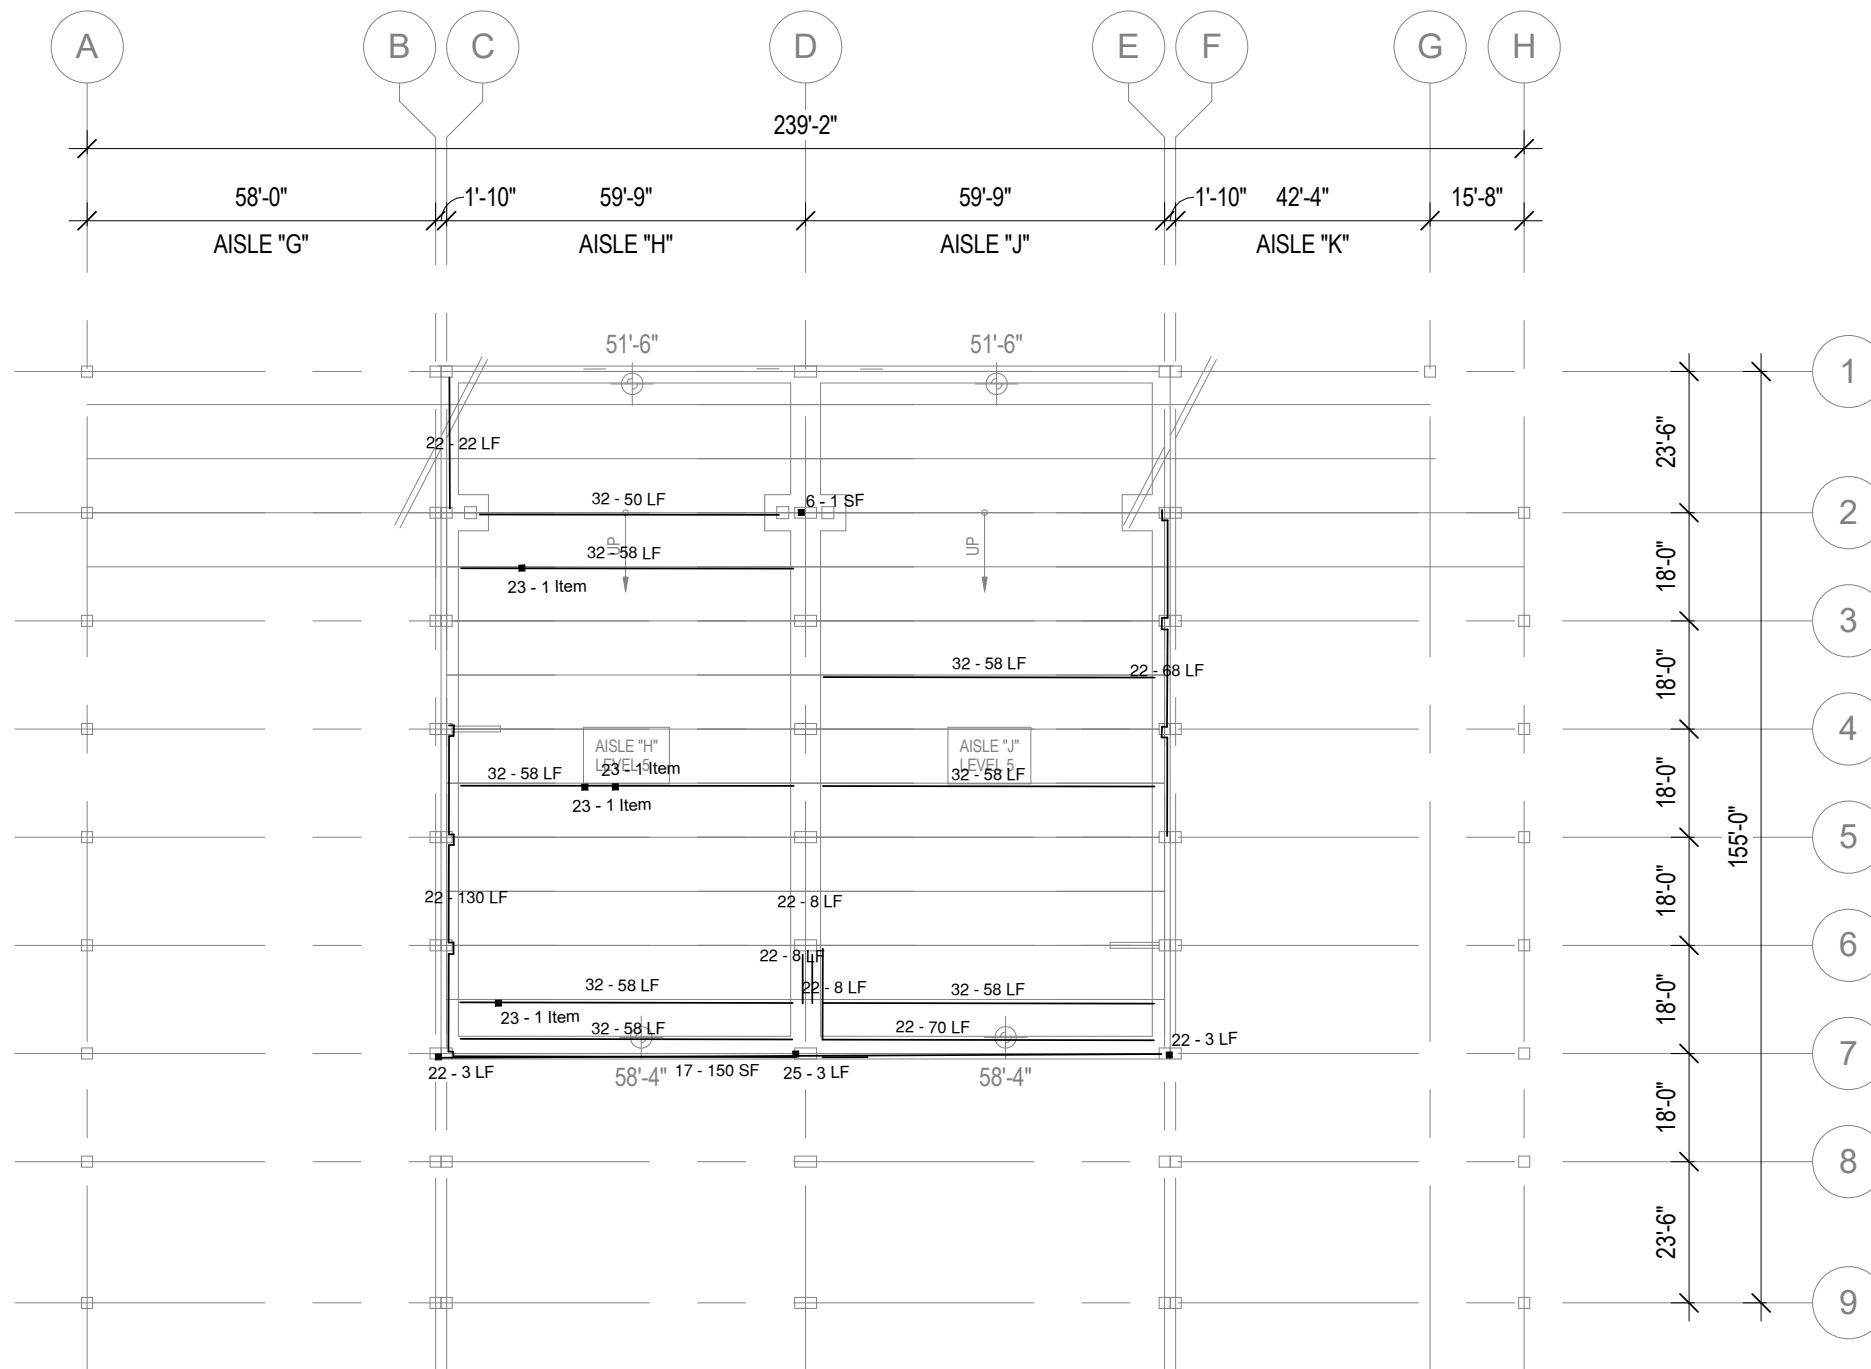 A B C D E F G H
239'-2"
58'-0" 1'-10" 59'-9" 59'-9" 1'-10" 42'-4" 15'-8"
AISLE "G" AISLE "H" AISLE "J" AISLE "K"
51'-6" 51'-6"
1
22 - 22 LF 23'-6"
32 - 50 LF 6 - 1 SF
2
32 - 58 LF
UP UP
18'-0"
23 - 1 Item
3
32 - 58 LF 22 - 68 LF 18'-0"
4
AISLE "H" AISLE "J"
LEVEL 5 LEVEL 5
32 - 58 LF 23 - 1 Item 32 - 58 LF 18'-0"
23 - 1 Item
155'-0"
5
22 - 130 LF 22 - 8 LF 18'-0"
6
22 - 8 LF
32 - 58 LF 22 - 8 LF 32 - 58 LF 18'-0"
23 - 1 Item
32 - 58 LF 22 - 70 LF
22 - 3 LF
7
22 - 3 LF 58'-4" 17 - 150 SF 25 - 3 LF 58'-4"
18'-0"
8
23'-6"
9